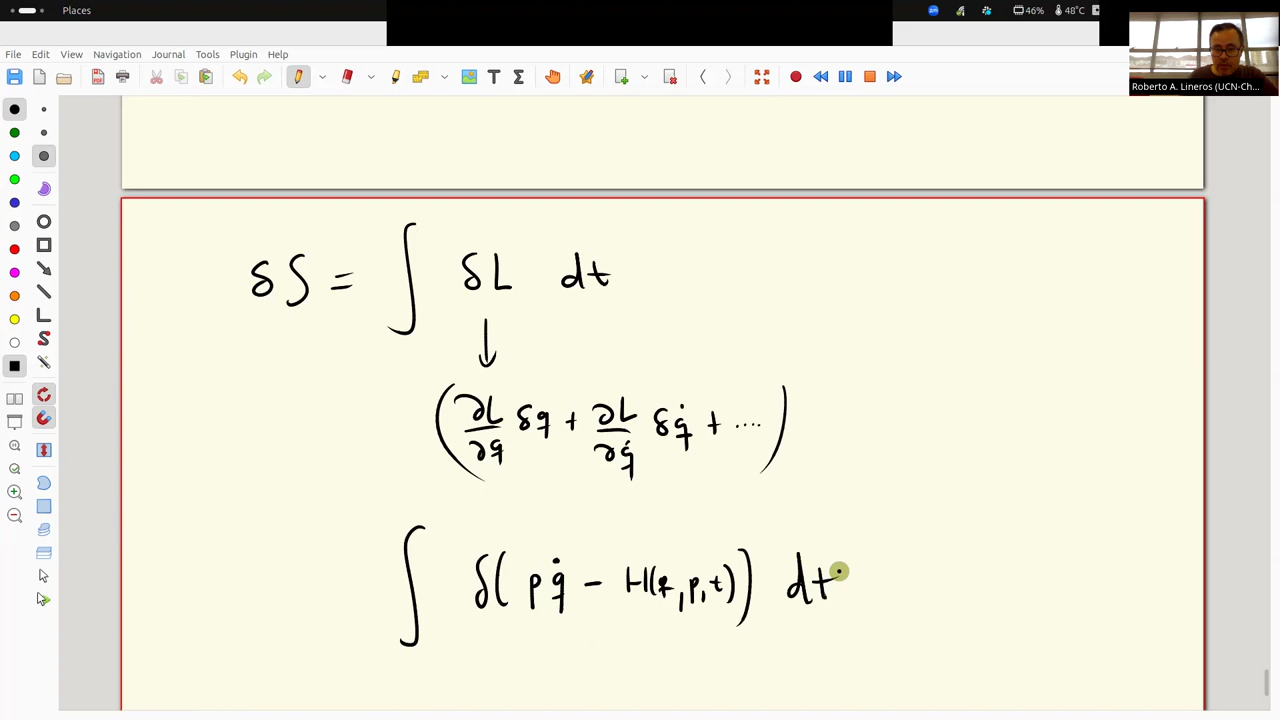 Places
46% 48°C
File Edit View Navigation Journal Tools Plugin Help
Roberto A. Lineros (UCN-Ch...
δS = ∫ δL dt
↓
(∂L/∂q δq + ∂L/∂q̇ δq̇ + ....)
∫ δ( pq̇ − H(q,p,t)) dt